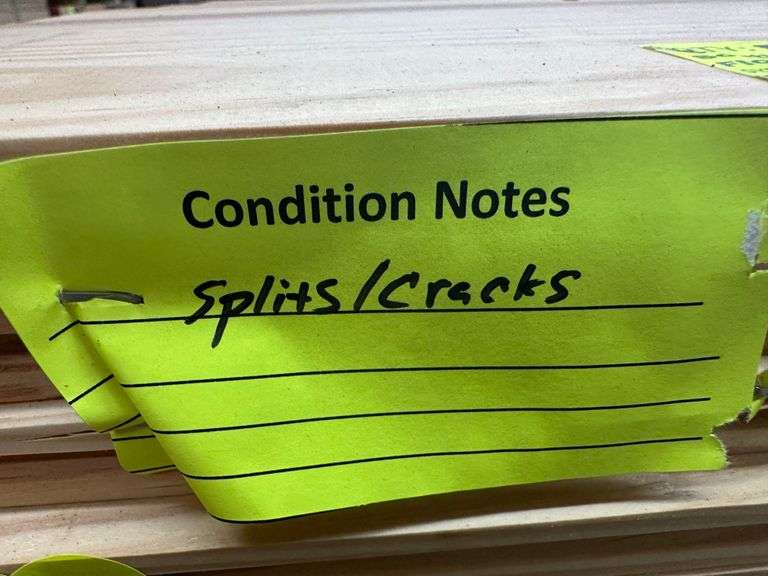 Condition Notes
Splits/Cracks